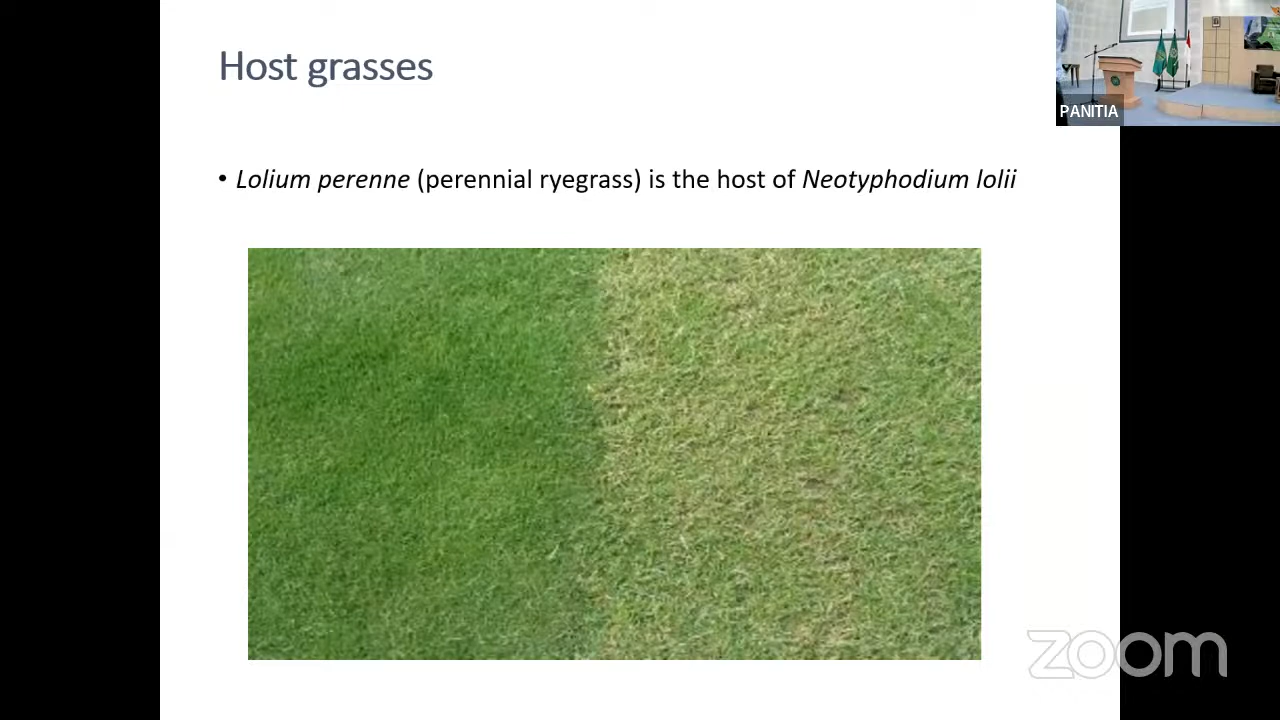 Host grasses
• Lolium perenne (perennial ryegrass) is the host of Neotyphodium lolii
PANITIA
zoom